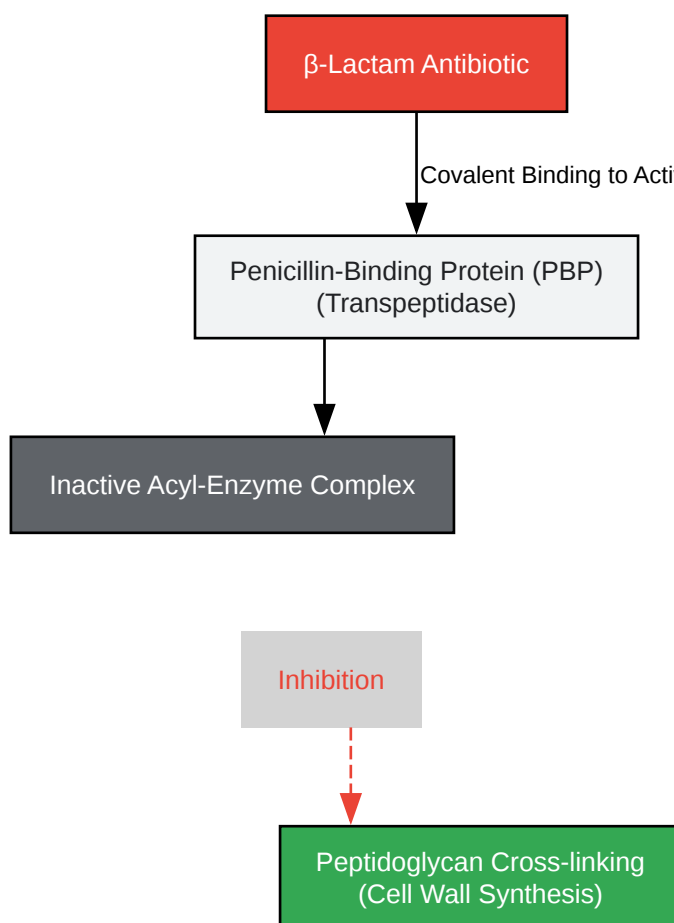 β-Lactam Antibiotic
Covalent Binding to
Penicillin-Binding Protein (PBP)
(Transpeptidase)
Inactive Acyl-Enzyme Complex
Inhibition
Peptidoglycan Cross-linking
(Cell Wall Synthesis)